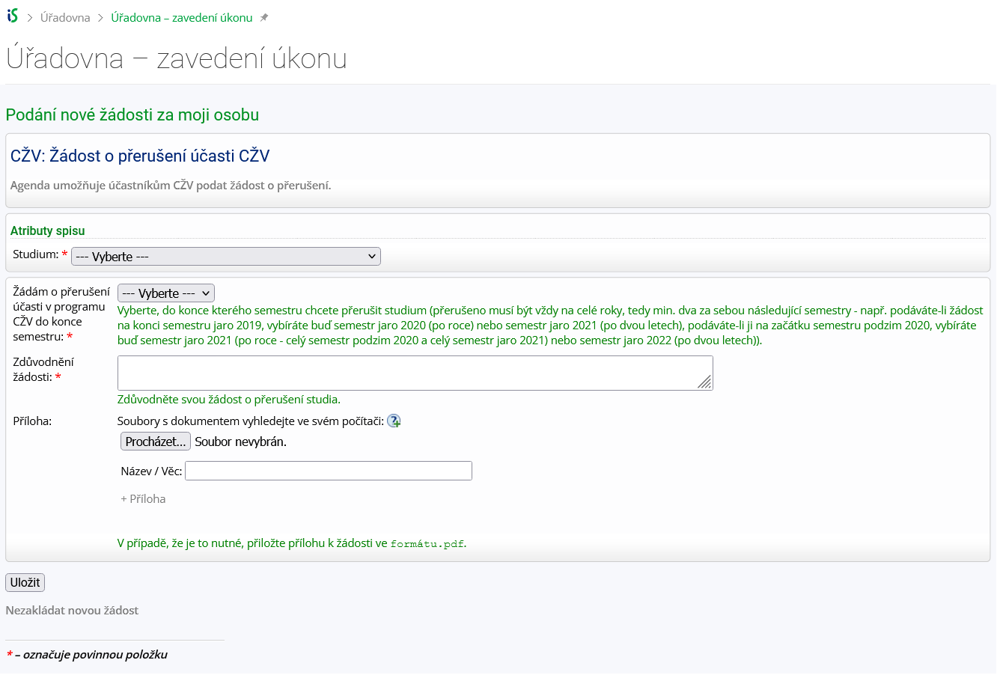 Úřadovna
Úřadovna – zavedení úkonu
Úřadovna – zavedení úkonu
Podání nové žádosti za moji osobu
CŽV: Žádost o přerušení účasti CŽV
Agenda umožňuje účastníkům CŽV podat žádost o přerušení.
Atributy spisu
Studium: * --- Vyberte ---
Žádám o přerušení
účasti v programu
CŽV do konce
semestru: *
--- Vyberte ---
Vyberte, do konce kterého semestru chcete přerušit studium (přerušeno musí být vždy na celé roky, tedy min. dva za sebou následující semestry - např. podáváte-li žádost
na konci semestru jaro 2019, vybíráte buď semestr jaro 2020 (po roce) nebo semestr jaro 2021 (po dvou letech), podáváte-li ji na začátku semestru podzim 2020, vybíráte
buď semestr jaro 2021 (po roce - celý semestr podzim 2020 a celý semestr jaro 2021) nebo semestr jaro 2022 (po dvou letech)).
Zdůvodnění
žádosti: *
Zdůvodněte svou žádost o přerušení studia.
Příloha:
Soubory s dokumentem vyhledejte ve svém počítači:
Procházet... Soubor nevybrán.
Název / Věc:
+ Příloha
V případě, že je to nutné, přiložte přílohu k žádosti ve formátu.pdf.
Uložit
Nezakládat novou žádost
* – označuje povinnou položku